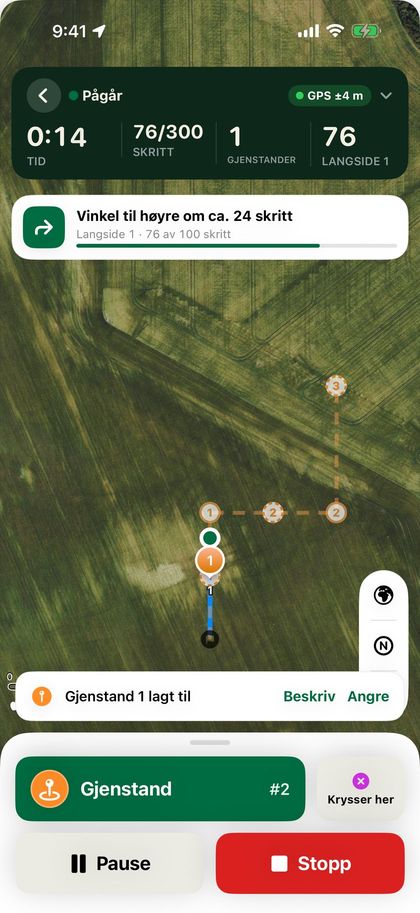 9:41
Pågår
GPS ±4 m
0:14
TID
76/300
SKRITT
1
GJENSTANDER
76
LANGSIDE 1
Vinkel til høyre om ca. 24 skritt
Langside 1 · 76 av 100 skritt
3
1
2
2
1
1
N
0
Gjenstand 1 lagt til
Beskriv
Angre
Gjenstand
#2
Krysser her
Pause
Stopp